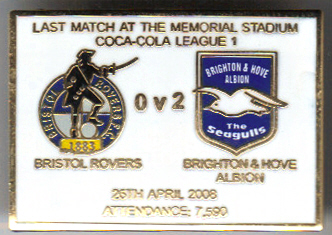 LAST MATCH AT THE MEMORIAL STADIUM
COCA-COLA LEAGUE 1
BRISTOL ROVERS F.C.
1883
0 v 2
BRIGHTON & HOVE
ALBION
The
Seagulls
BRISTOL ROVERS
BRIGHTON & HOVE
ALBION
26TH APRIL 2008
ATTENDANCE: 7,590